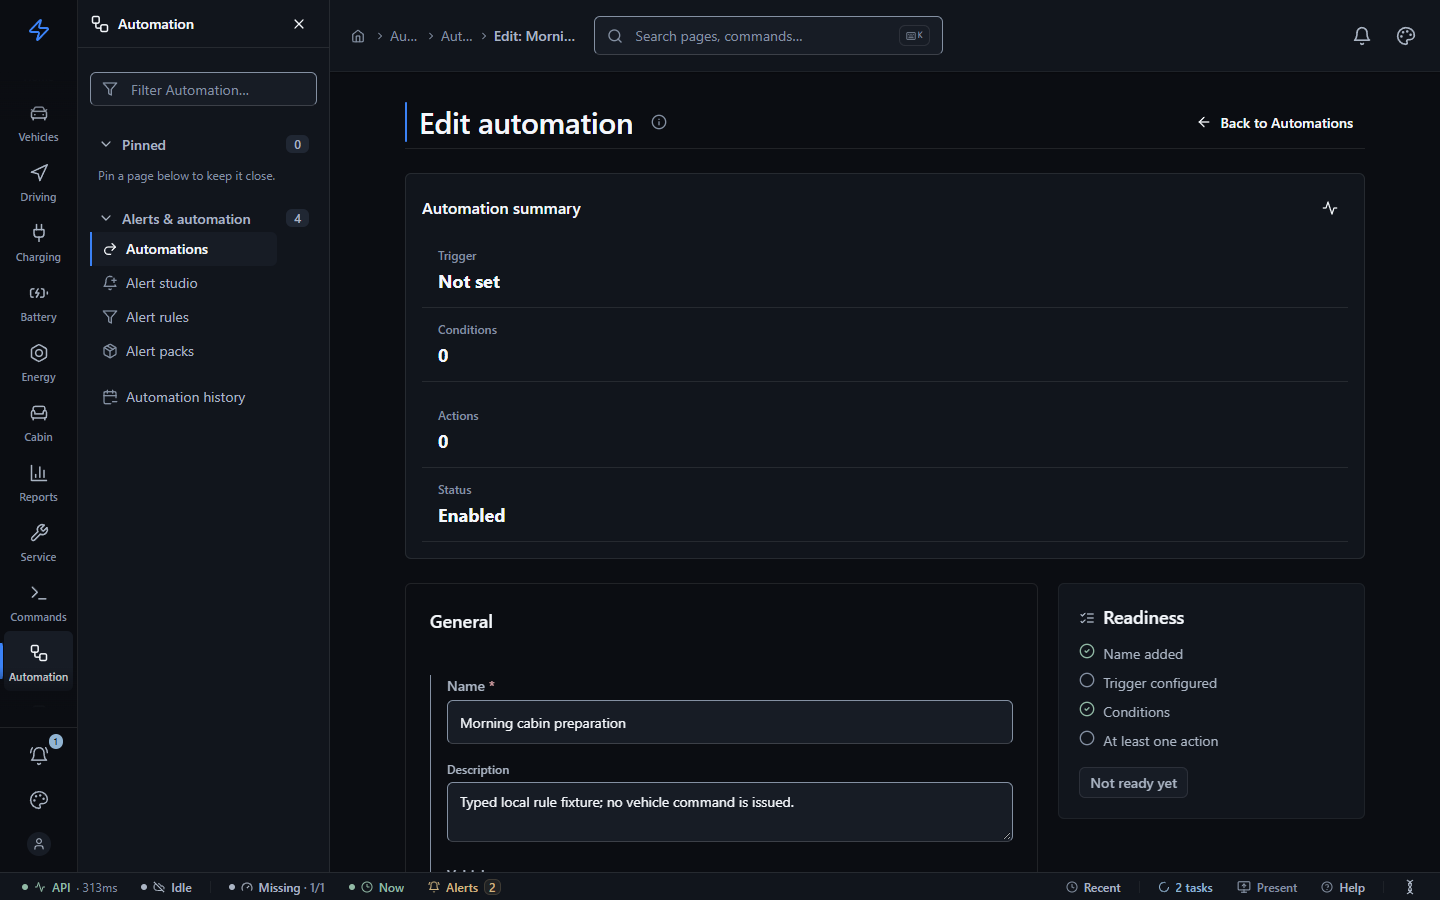 Automation
Au...
Aut...
Edit: Morni...
Search pages, commands...
K
Filter Automation...
Pinned
0
Pin a page below to keep it close.
Alerts & automation
4
Automations
Alert studio
Alert rules
Alert packs
Automation history
Vehicles
Driving
Charging
Battery
Energy
Cabin
Reports
Service
Commands
Automation
1
Edit automation
Back to Automations
Automation summary
Trigger
Not set
Conditions
0
Actions
0
Status
Enabled
General
Name *
Morning cabin preparation
Description
Typed local rule fixture; no vehicle command is issued.
Readiness
Name added
Trigger configured
Conditions
At least one action
Not ready yet
API · 313ms
Idle
Missing · 1/1
Now
Alerts 2
Recent
2 tasks
Present
Help